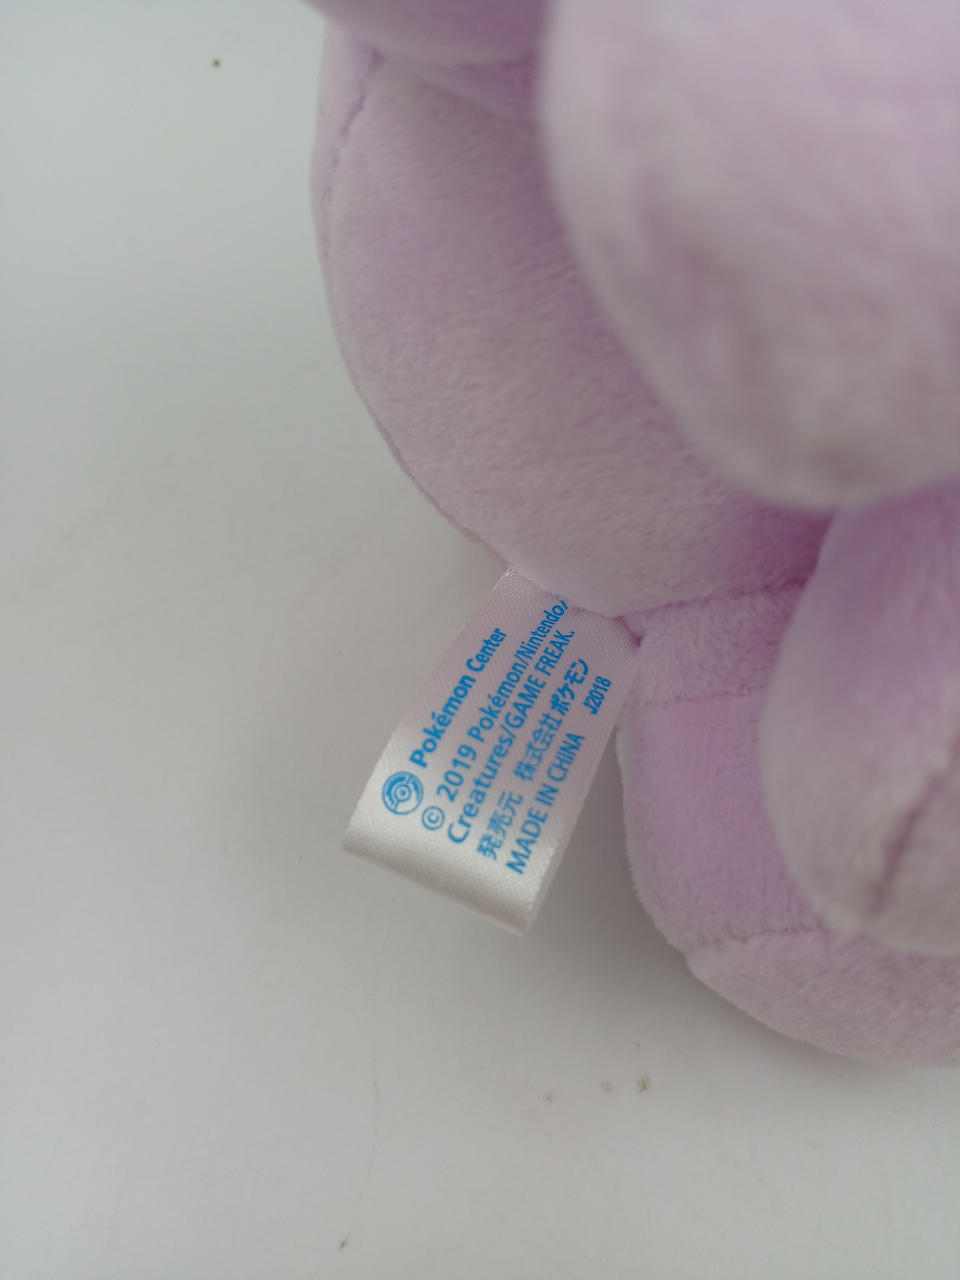 Pokémon Center
© 2019 Pokémon/Nintendo/
Creatures/GAME FREAK.
発売元 株式会社ポケモン
MADE IN CHINA J2018